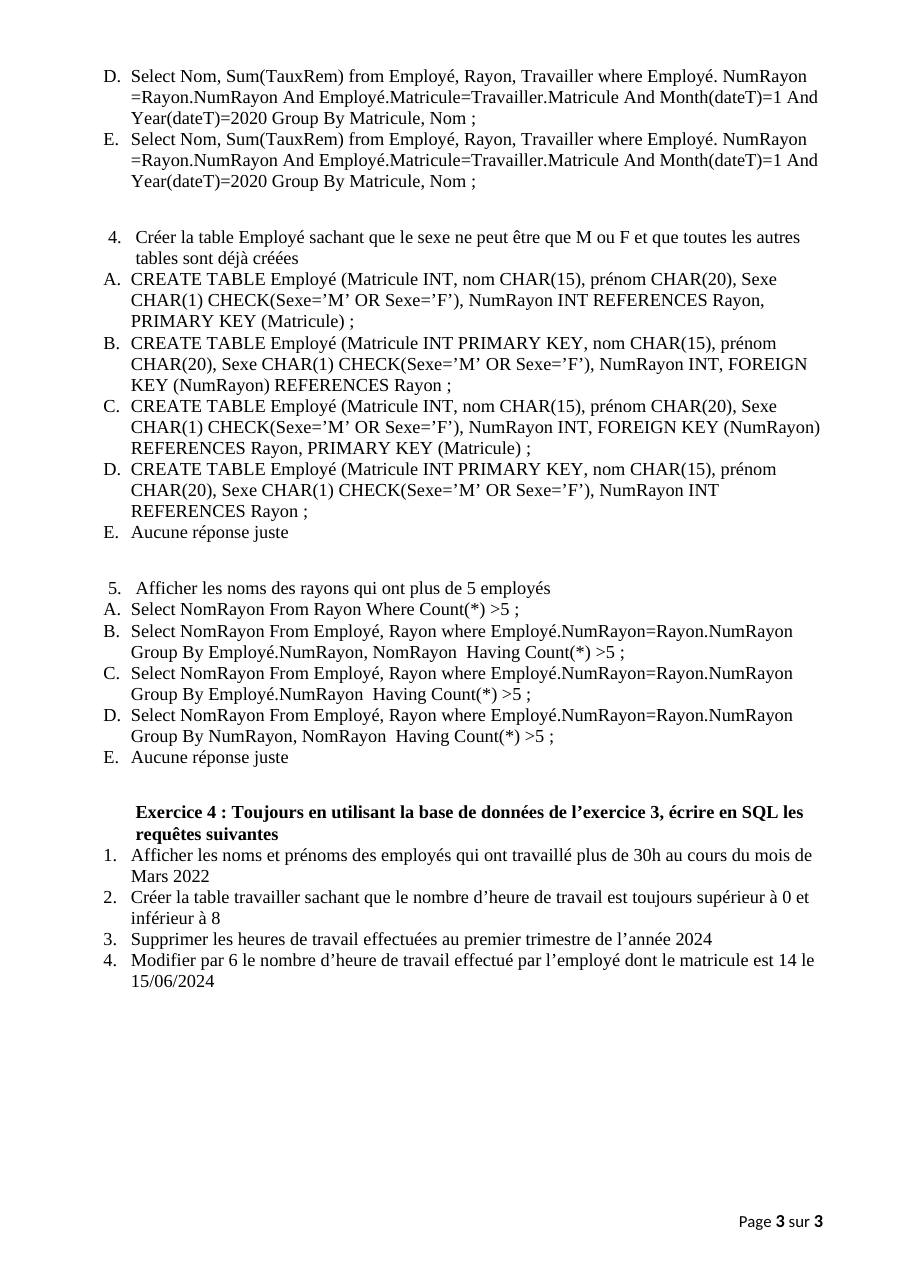 D. Select Nom, Sum(TauxRem) from Employé, Rayon, Travailler where Employé. NumRayon
=Rayon.NumRayon And Employé.Matricule=Travailler.Matricule And Month(dateT)=1 And
Year(dateT)=2020 Group By Matricule, Nom ;
E. Select Nom, Sum(TauxRem) from Employé, Rayon, Travailler where Employé. NumRayon
=Rayon.NumRayon And Employé.Matricule=Travailler.Matricule And Month(dateT)=1 And
Year(dateT)=2020 Group By Matricule, Nom ;
4. Créer la table Employé sachant que le sexe ne peut être que M ou F et que toutes les autres
tables sont déjà créées
A. CREATE TABLE Employé (Matricule INT, nom CHAR(15), prénom CHAR(20), Sexe
CHAR(1) CHECK(Sexe=’M’ OR Sexe=’F’), NumRayon INT REFERENCES Rayon,
PRIMARY KEY (Matricule) ;
B. CREATE TABLE Employé (Matricule INT PRIMARY KEY, nom CHAR(15), prénom
CHAR(20), Sexe CHAR(1) CHECK(Sexe=’M’ OR Sexe=’F’), NumRayon INT, FOREIGN
KEY (NumRayon) REFERENCES Rayon ;
C. CREATE TABLE Employé (Matricule INT, nom CHAR(15), prénom CHAR(20), Sexe
CHAR(1) CHECK(Sexe=’M’ OR Sexe=’F’), NumRayon INT, FOREIGN KEY (NumRayon)
REFERENCES Rayon, PRIMARY KEY (Matricule) ;
D. CREATE TABLE Employé (Matricule INT PRIMARY KEY, nom CHAR(15), prénom
CHAR(20), Sexe CHAR(1) CHECK(Sexe=’M’ OR Sexe=’F’), NumRayon INT
REFERENCES Rayon ;
E. Aucune réponse juste
5. Afficher les noms des rayons qui ont plus de 5 employés
A. Select NomRayon From Rayon Where Count(*) >5 ;
B. Select NomRayon From Employé, Rayon where Employé.NumRayon=Rayon.NumRayon
Group By Employé.NumRayon, NomRayon  Having Count(*) >5 ;
C. Select NomRayon From Employé, Rayon where Employé.NumRayon=Rayon.NumRayon
Group By Employé.NumRayon  Having Count(*) >5 ;
D. Select NomRayon From Employé, Rayon where Employé.NumRayon=Rayon.NumRayon
Group By NumRayon, NomRayon  Having Count(*) >5 ;
E. Aucune réponse juste
Exercice 4 : Toujours en utilisant la base de données de l’exercice 3, écrire en SQL les
requêtes suivantes
1. Afficher les noms et prénoms des employés qui ont travaillé plus de 30h au cours du mois de
Mars 2022
2. Créer la table travailler sachant que le nombre d’heure de travail est toujours supérieur à 0 et
inférieur à 8
3. Supprimer les heures de travail effectuées au premier trimestre de l’année 2024
4. Modifier par 6 le nombre d’heure de travail effectué par l’employé dont le matricule est 14 le
15/06/2024
Page 3 sur 3